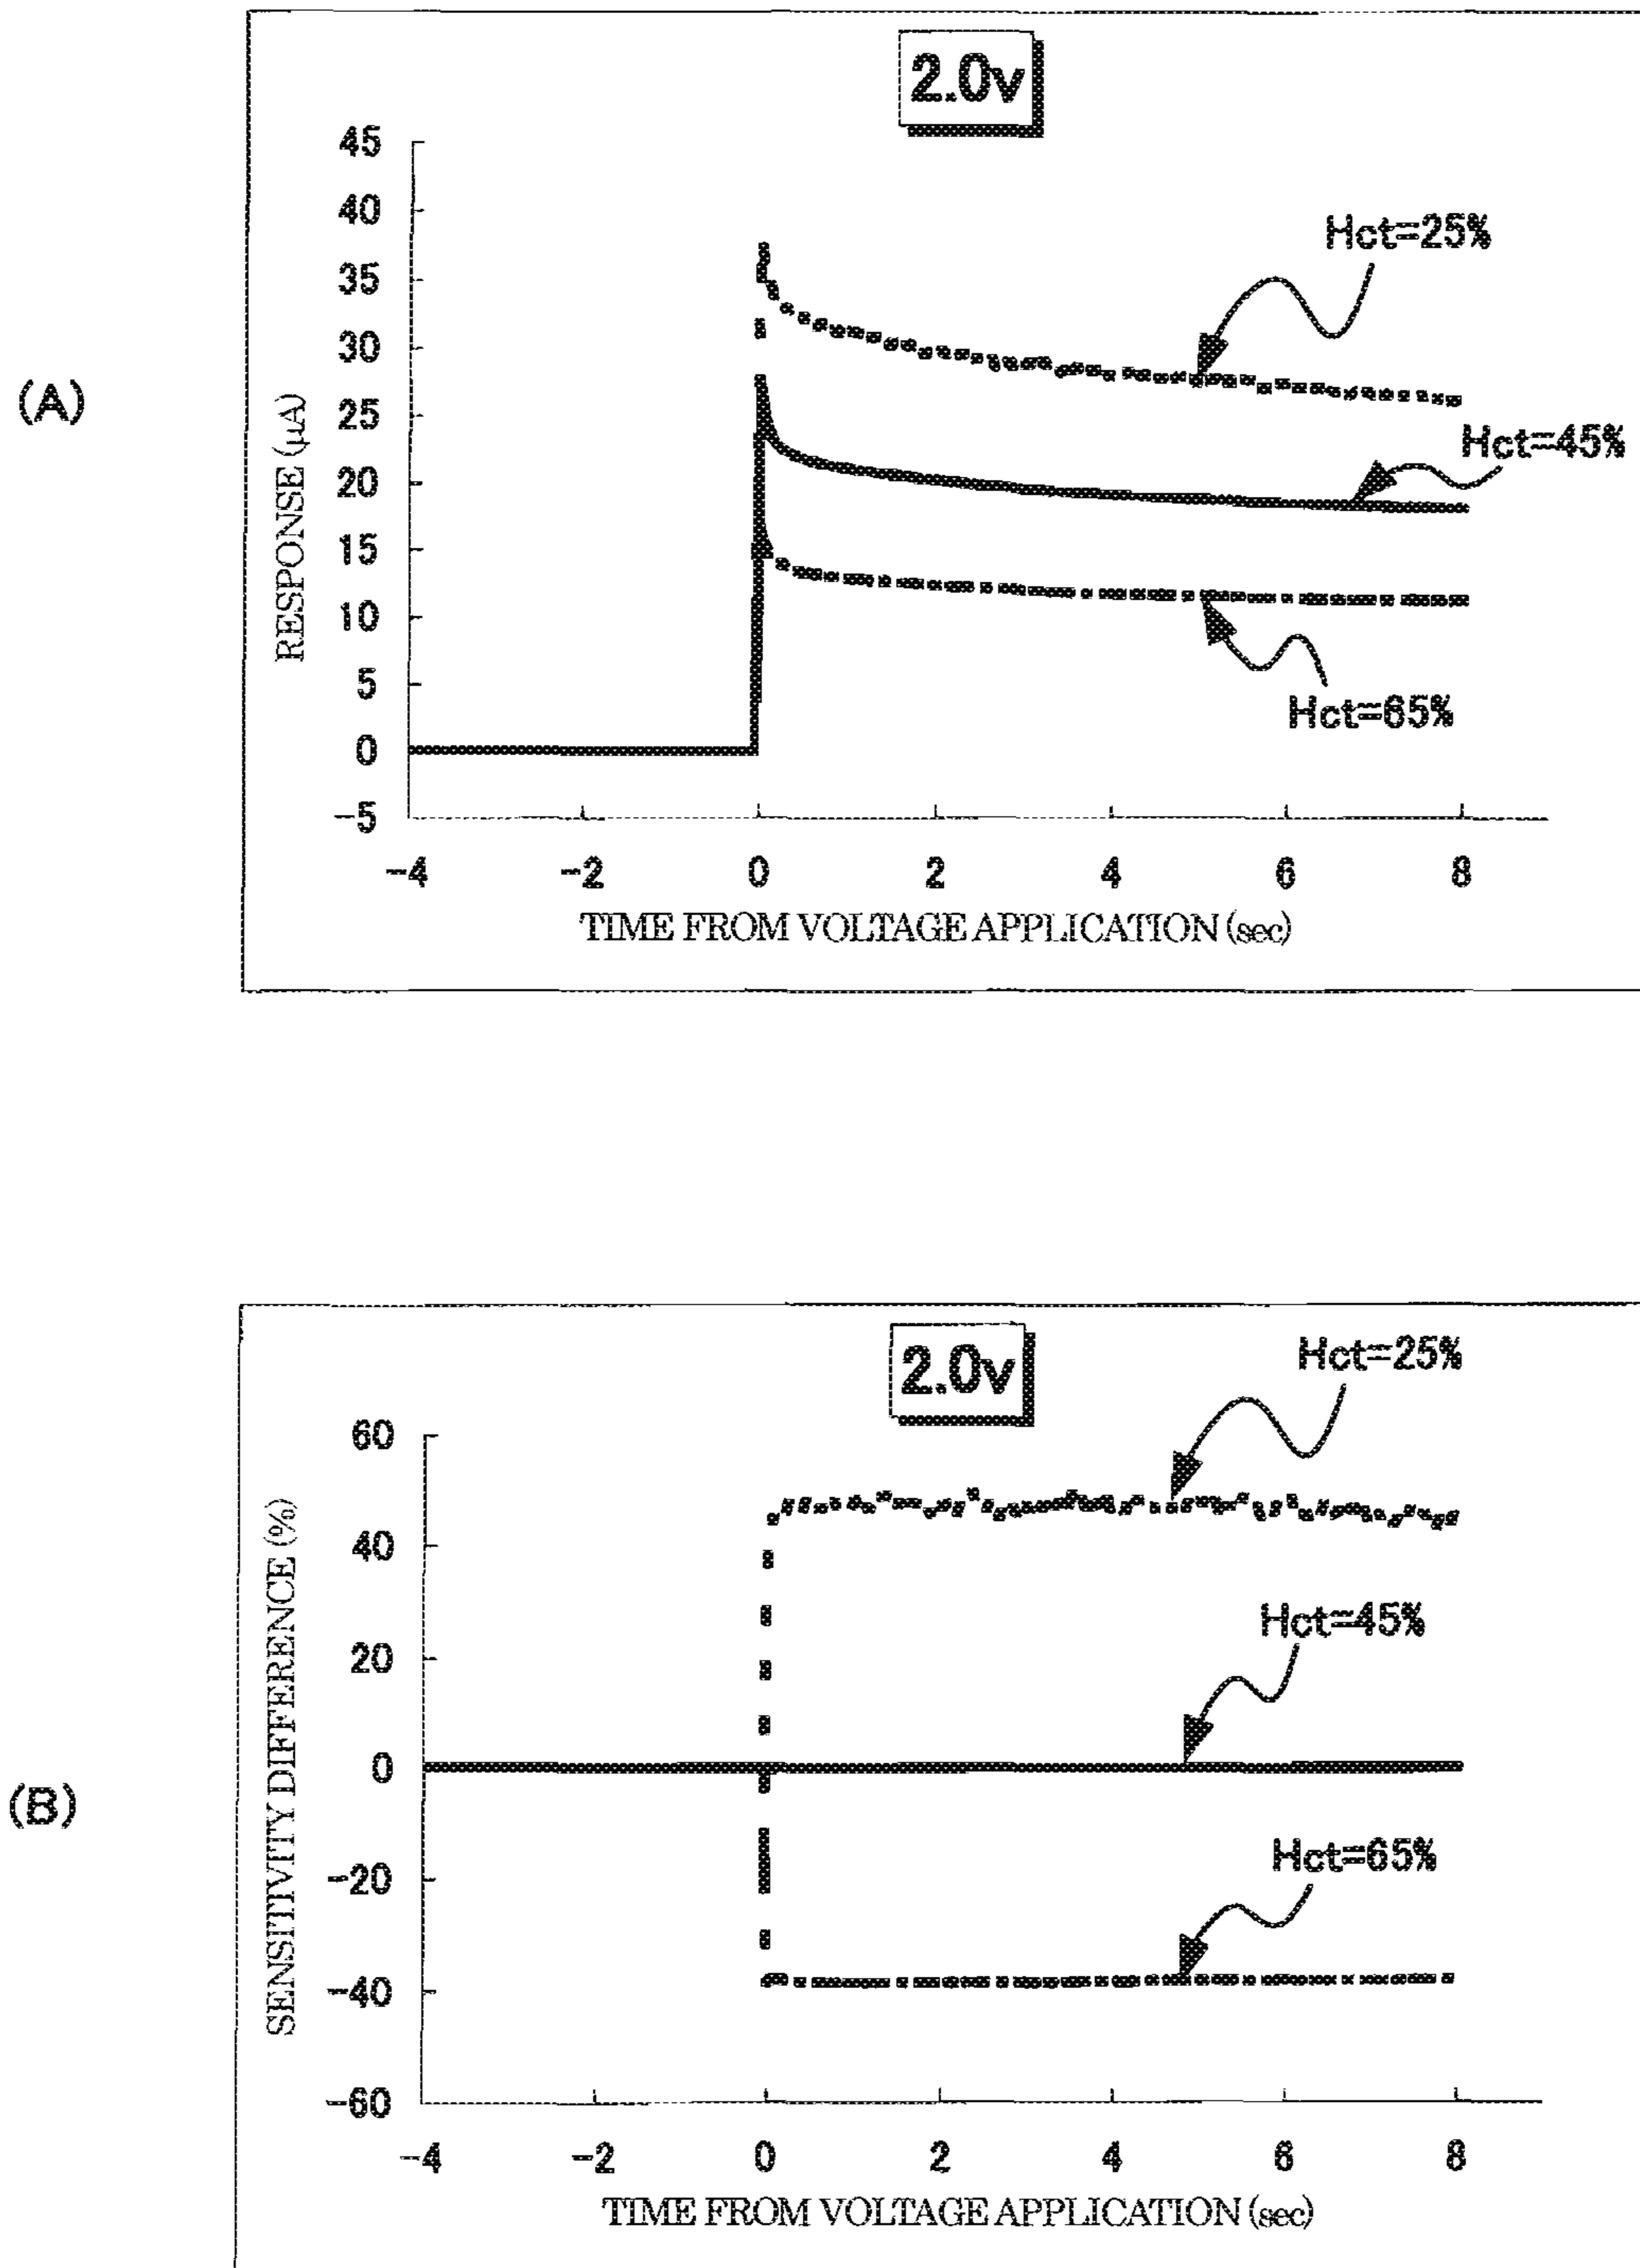 (A)
2.0v
45
40
35
30
25
20
15
10
5
0
-5
RESPONSE (μA)
Hct=25%
Hct=45%
Hct=65%
-4 -2 0 2 4 6 8
TIME FROM VOLTAGE APPLICATION (sec)
(B)
2.0v
60
40
20
0
-20
-40
-60
SENSITIVITY DIFFERENCE (%)
Hct=25%
Hct=45%
Hct=65%
-4 -2 0 2 4 6 8
TIME FROM VOLTAGE APPLICATION (sec)